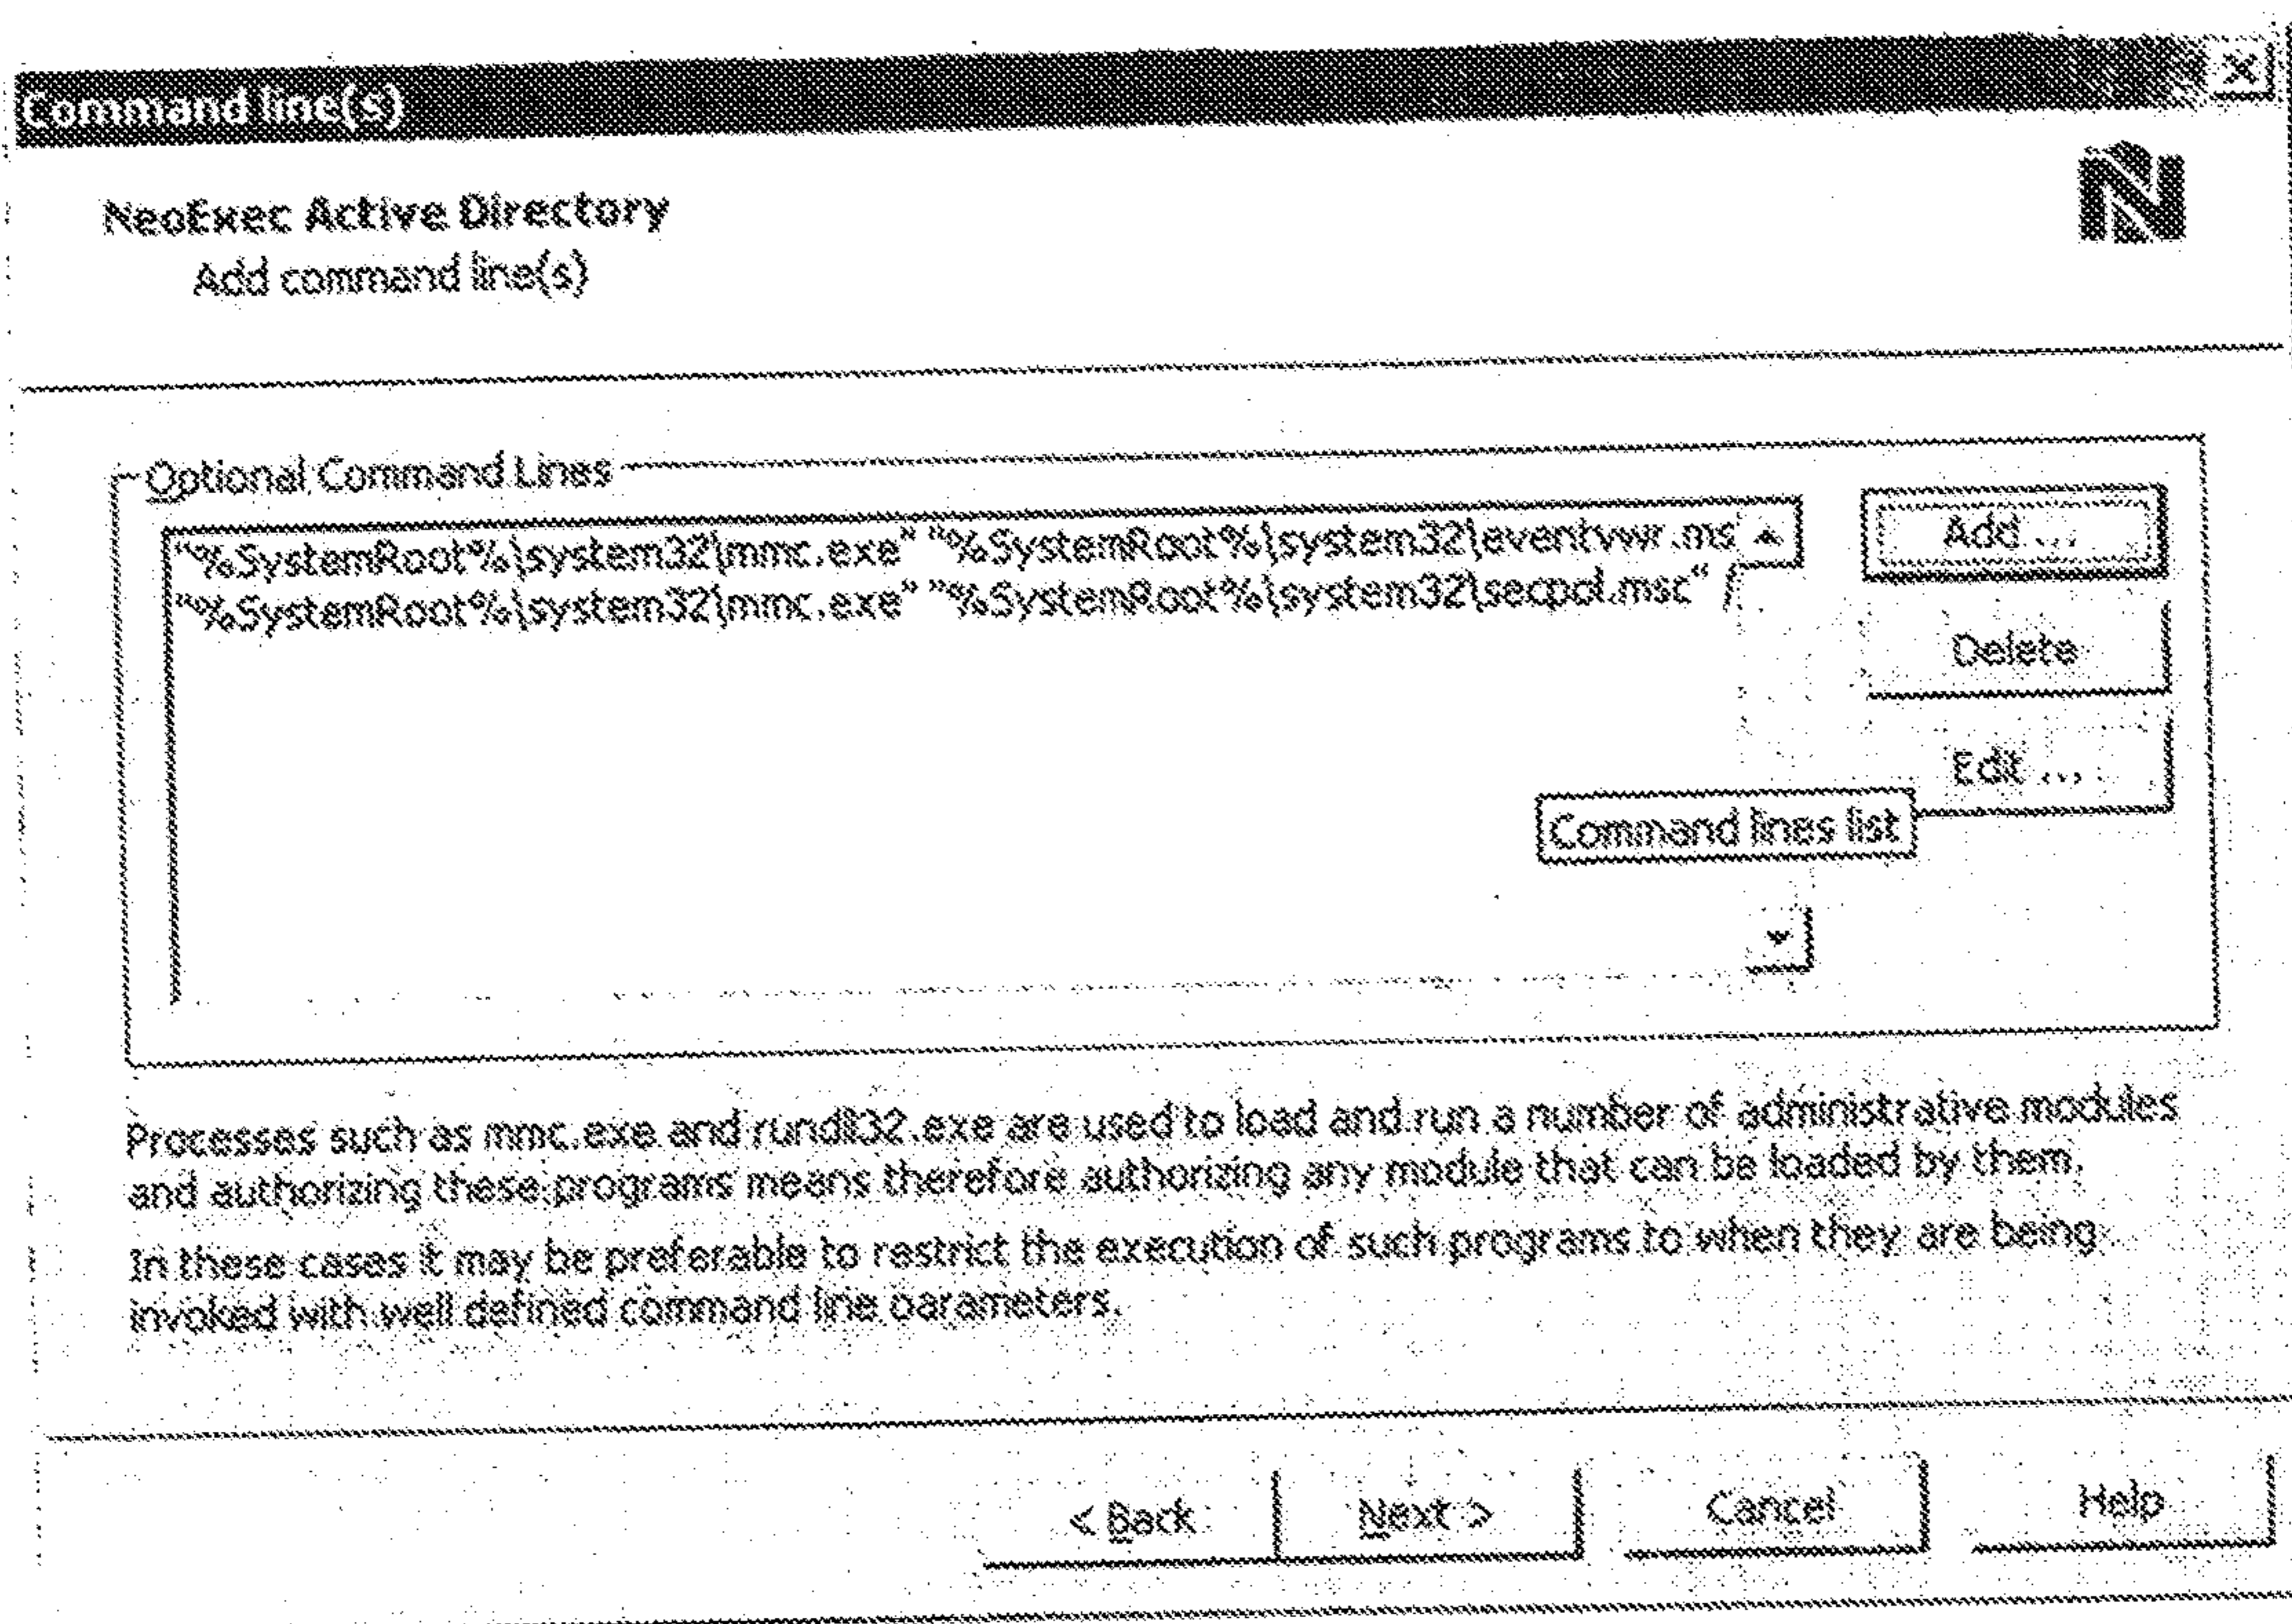 Command line(s)
NeoExec Active Directory
Add command line(s)
Optional Command Lines
"%SystemRoot%\system32\mmc.exe" "%SystemRoot%\system32\eventvwr.ms
"%SystemRoot%\system32\mmc.exe" "%SystemRoot%\system32\secpol.msc" /
Add ...
Delete
Edit ...
Command lines list
Processes such as mmc.exe and rundll32.exe are used to load and run a number of administrative modules
and authorizing these programs means therefore authorizing any module that can be loaded by them.
In these cases it may be preferable to restrict the execution of such programs to when they are being
invoked with well defined command line parameters.
< Back
Next >
Cancel
Help